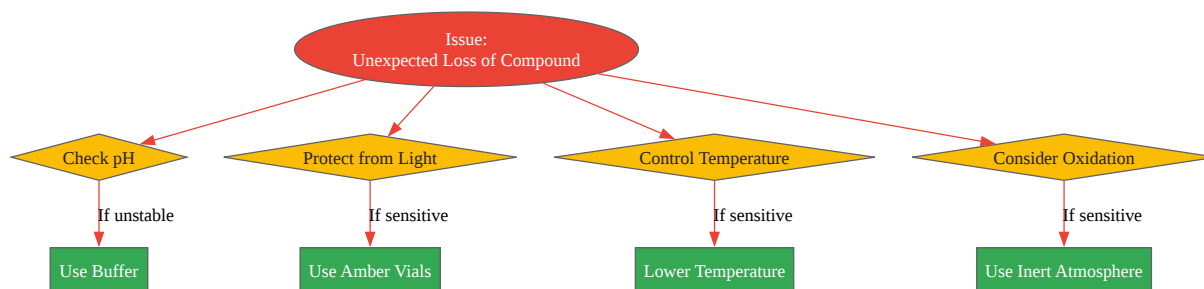 Issue:
Unexpected Loss of Compound
Check pH
Protect from Light
Control Temperature
Consider Oxidation
If unstable
If sensitive
If sensitive
If sensitive
Use Buffer
Use Amber Vials
Lower Temperature
Use Inert Atmosphere